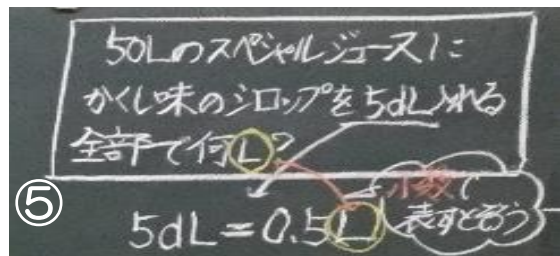 50Lのスペシャルジュースに
かくし味のシロップを5dL入れる
全部で何L?
⑤
5dL=0.5L
小数で
表すとぞう